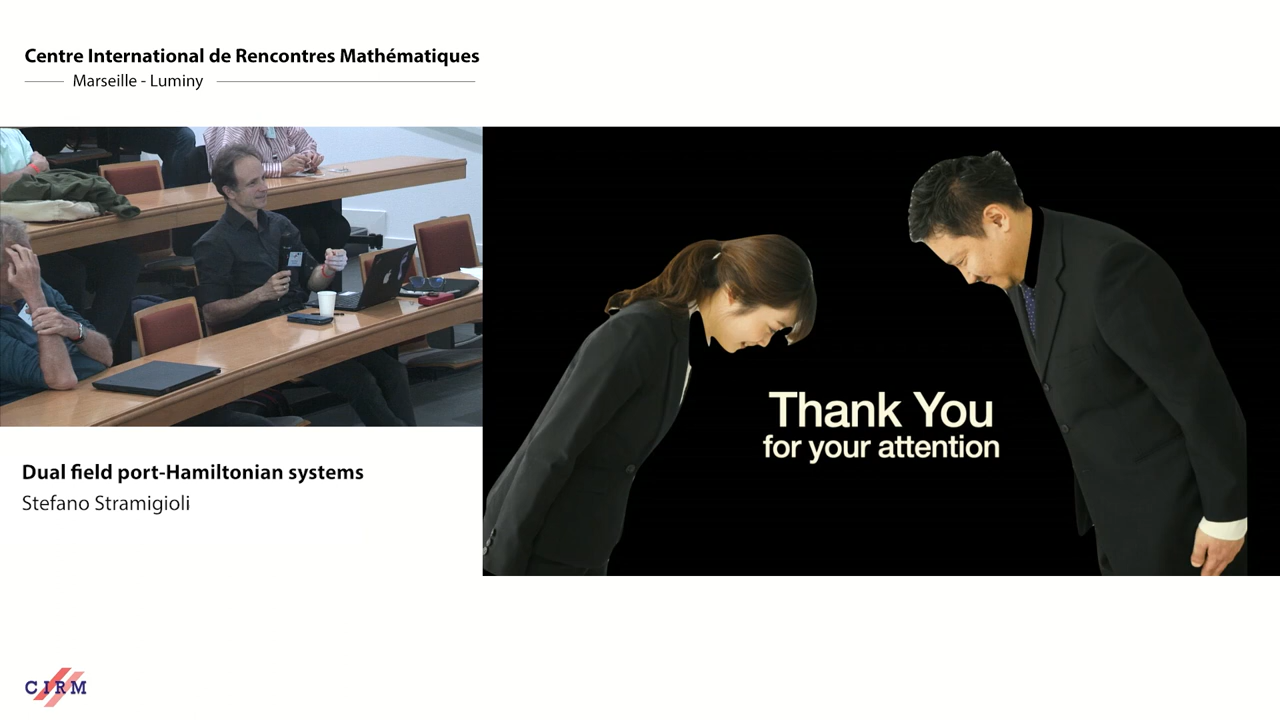 Centre International de Rencontres Mathématiques
Marseille - Luminy
Thank You
for your attention
Dual field port-Hamiltonian systems
Stefano Stramigioli
CIRM